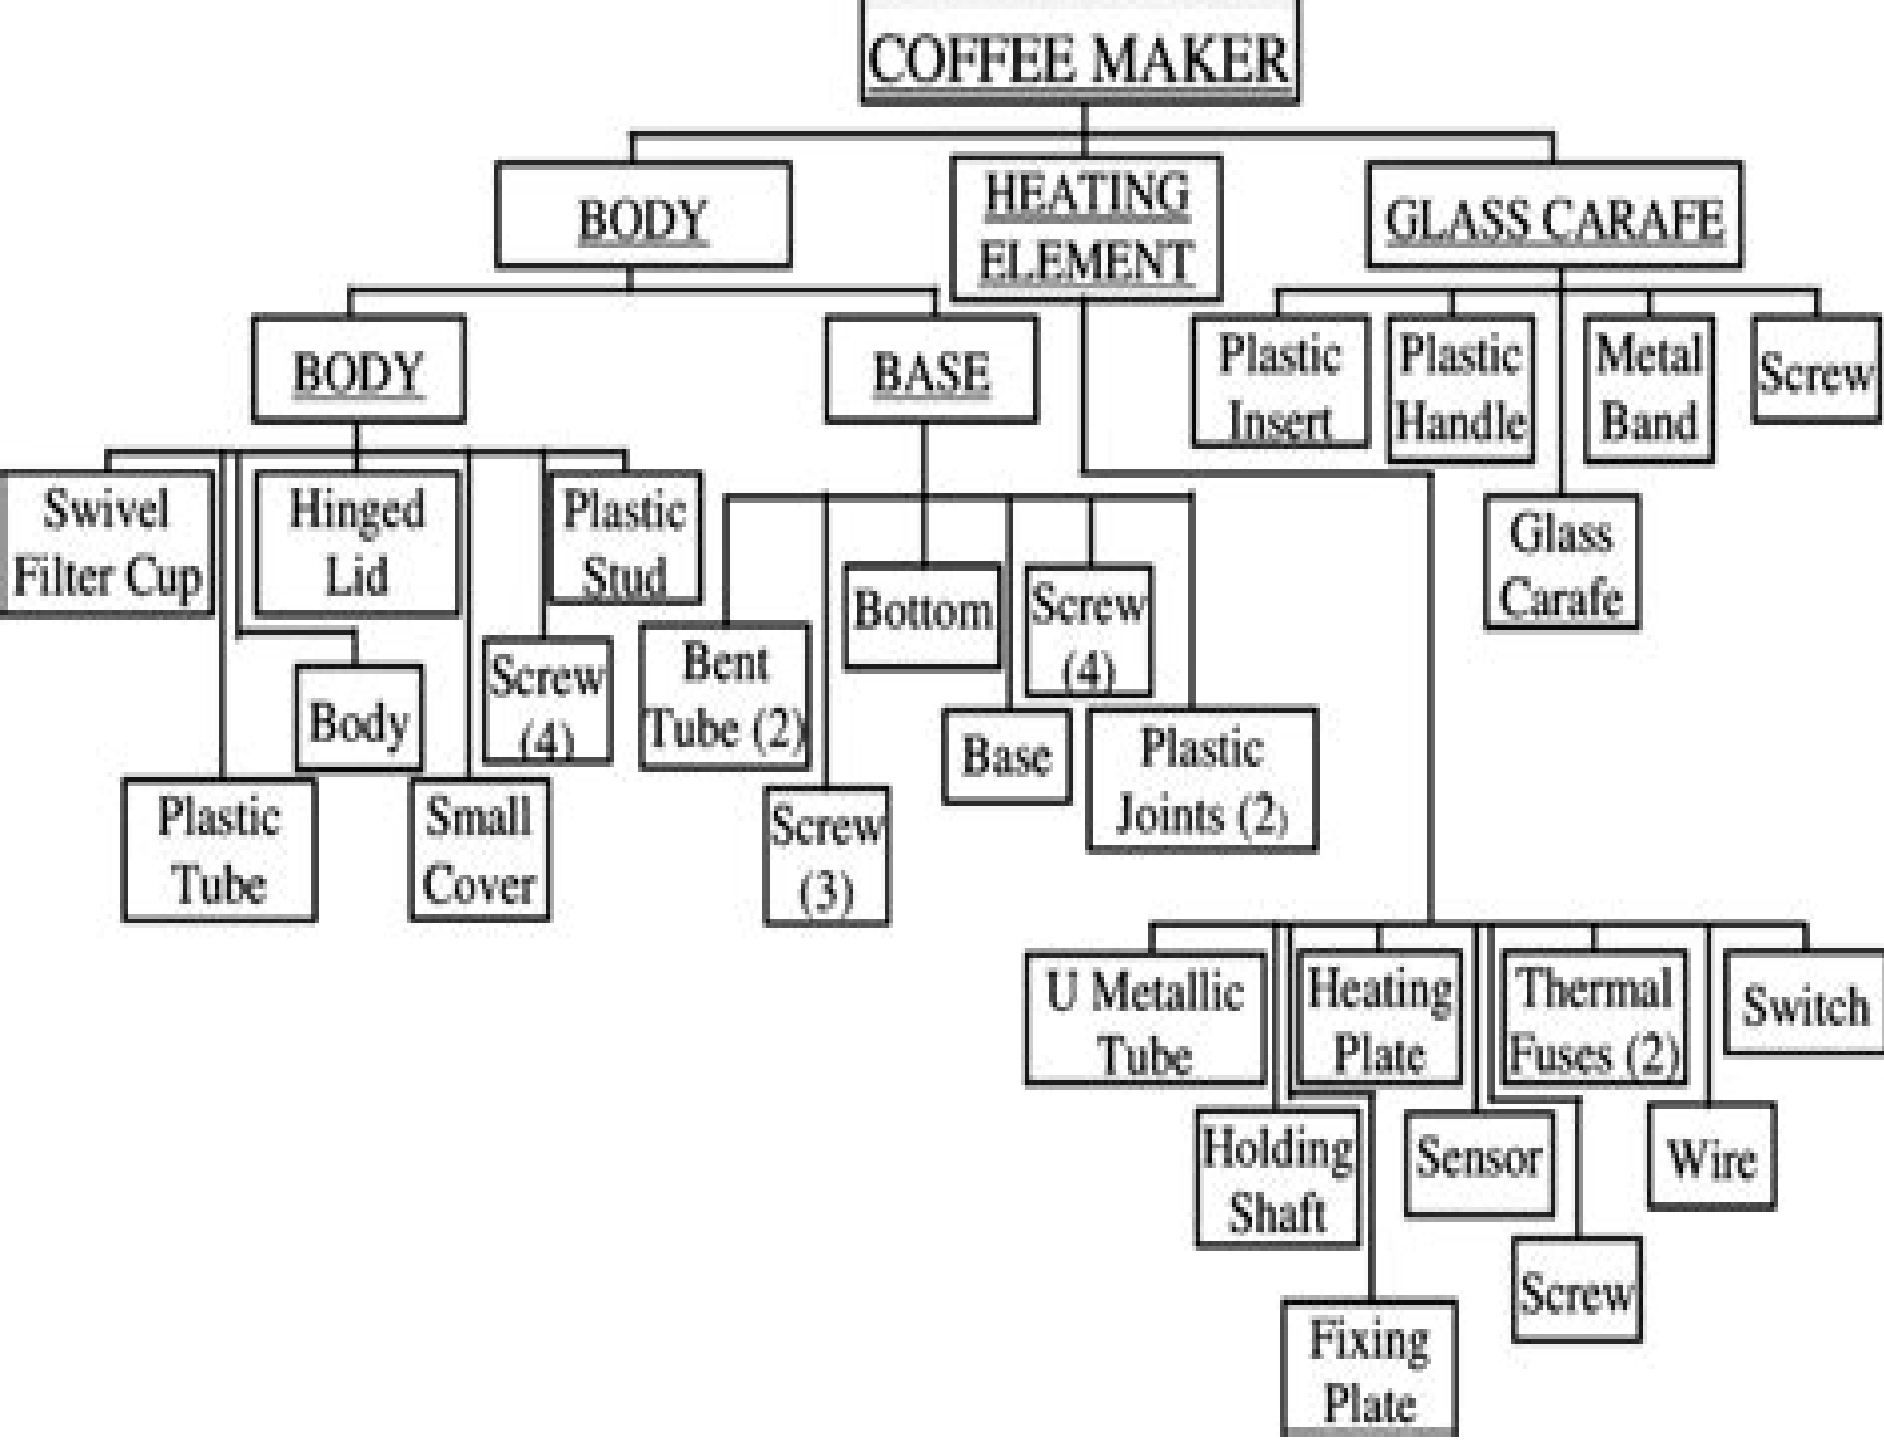 COFFEE MAKER
BODY
HEATING
ELEMENT
GLASS CARAFE
BODY
BASE
Plastic
Insert
Plastic
Handle
Metal
Band
Screw
Glass
Carafe
Swivel
Filter Cup
Hinged
Lid
Plastic
Stud
Body
Screw
(4)
Plastic
Tube
Small
Cover
Bent
Tube (2)
Bottom
Screw
(4)
Screw
(3)
Base
Plastic
Joints (2)
U Metallic
Tube
Heating
Plate
Thermal
Fuses (2)
Switch
Holding
Shaft
Sensor
Wire
Screw
Fixing
Plate